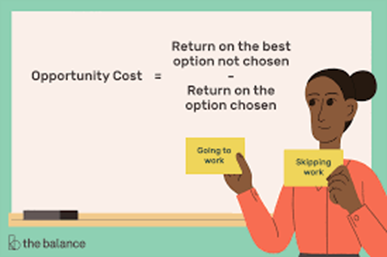 Return on the best
option not chosen
Opportunity Cost = -
Return on the
option chosen
Going to
work
Skipping
work
the balance